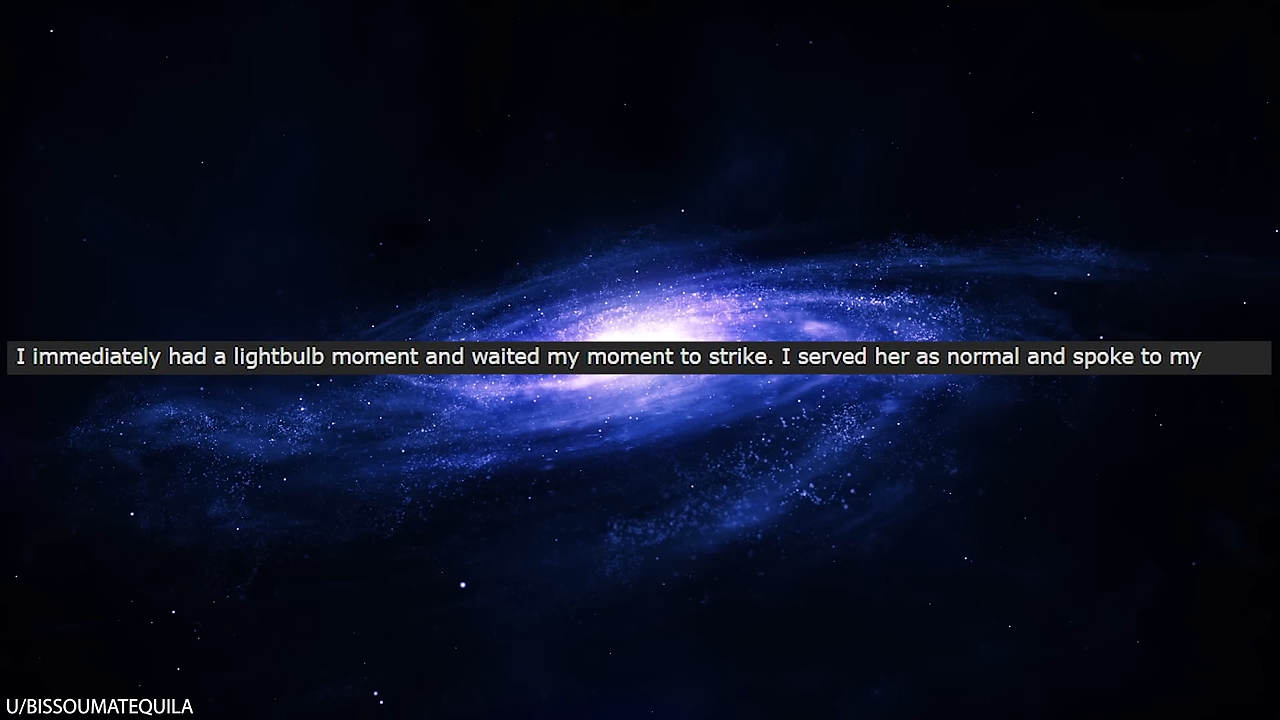 I immediately had a lightbulb moment and waited my moment to strike. I served her as normal and spoke to my
U/BISSOUMATEQUILA